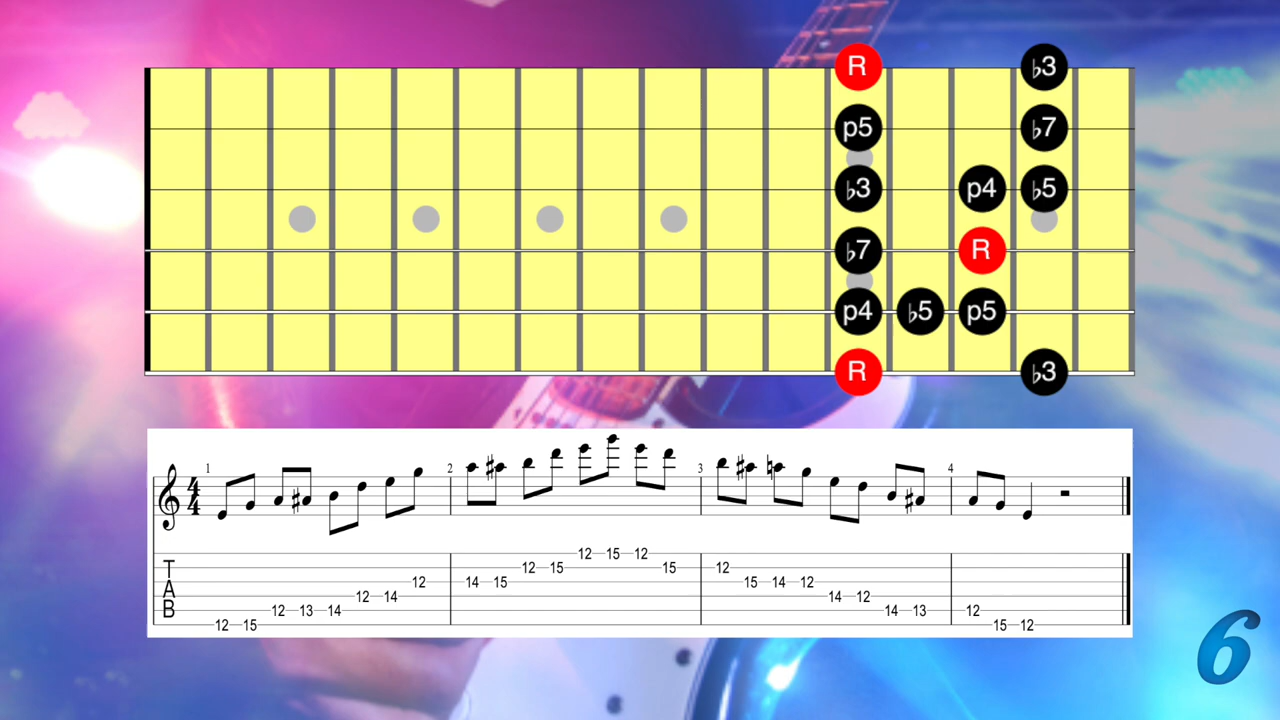 R ♭3
p5 ♭7
♭3 p4 ♭5
♭7 R
p4 ♭5 p5
R ♭3
1 2 3 4
4
4
12 15 12
T 12 15 15 12
12 14 15 15 14 12
A 12 14 14 12
B 12 13 14 14 13 12
12 15 15 12
6